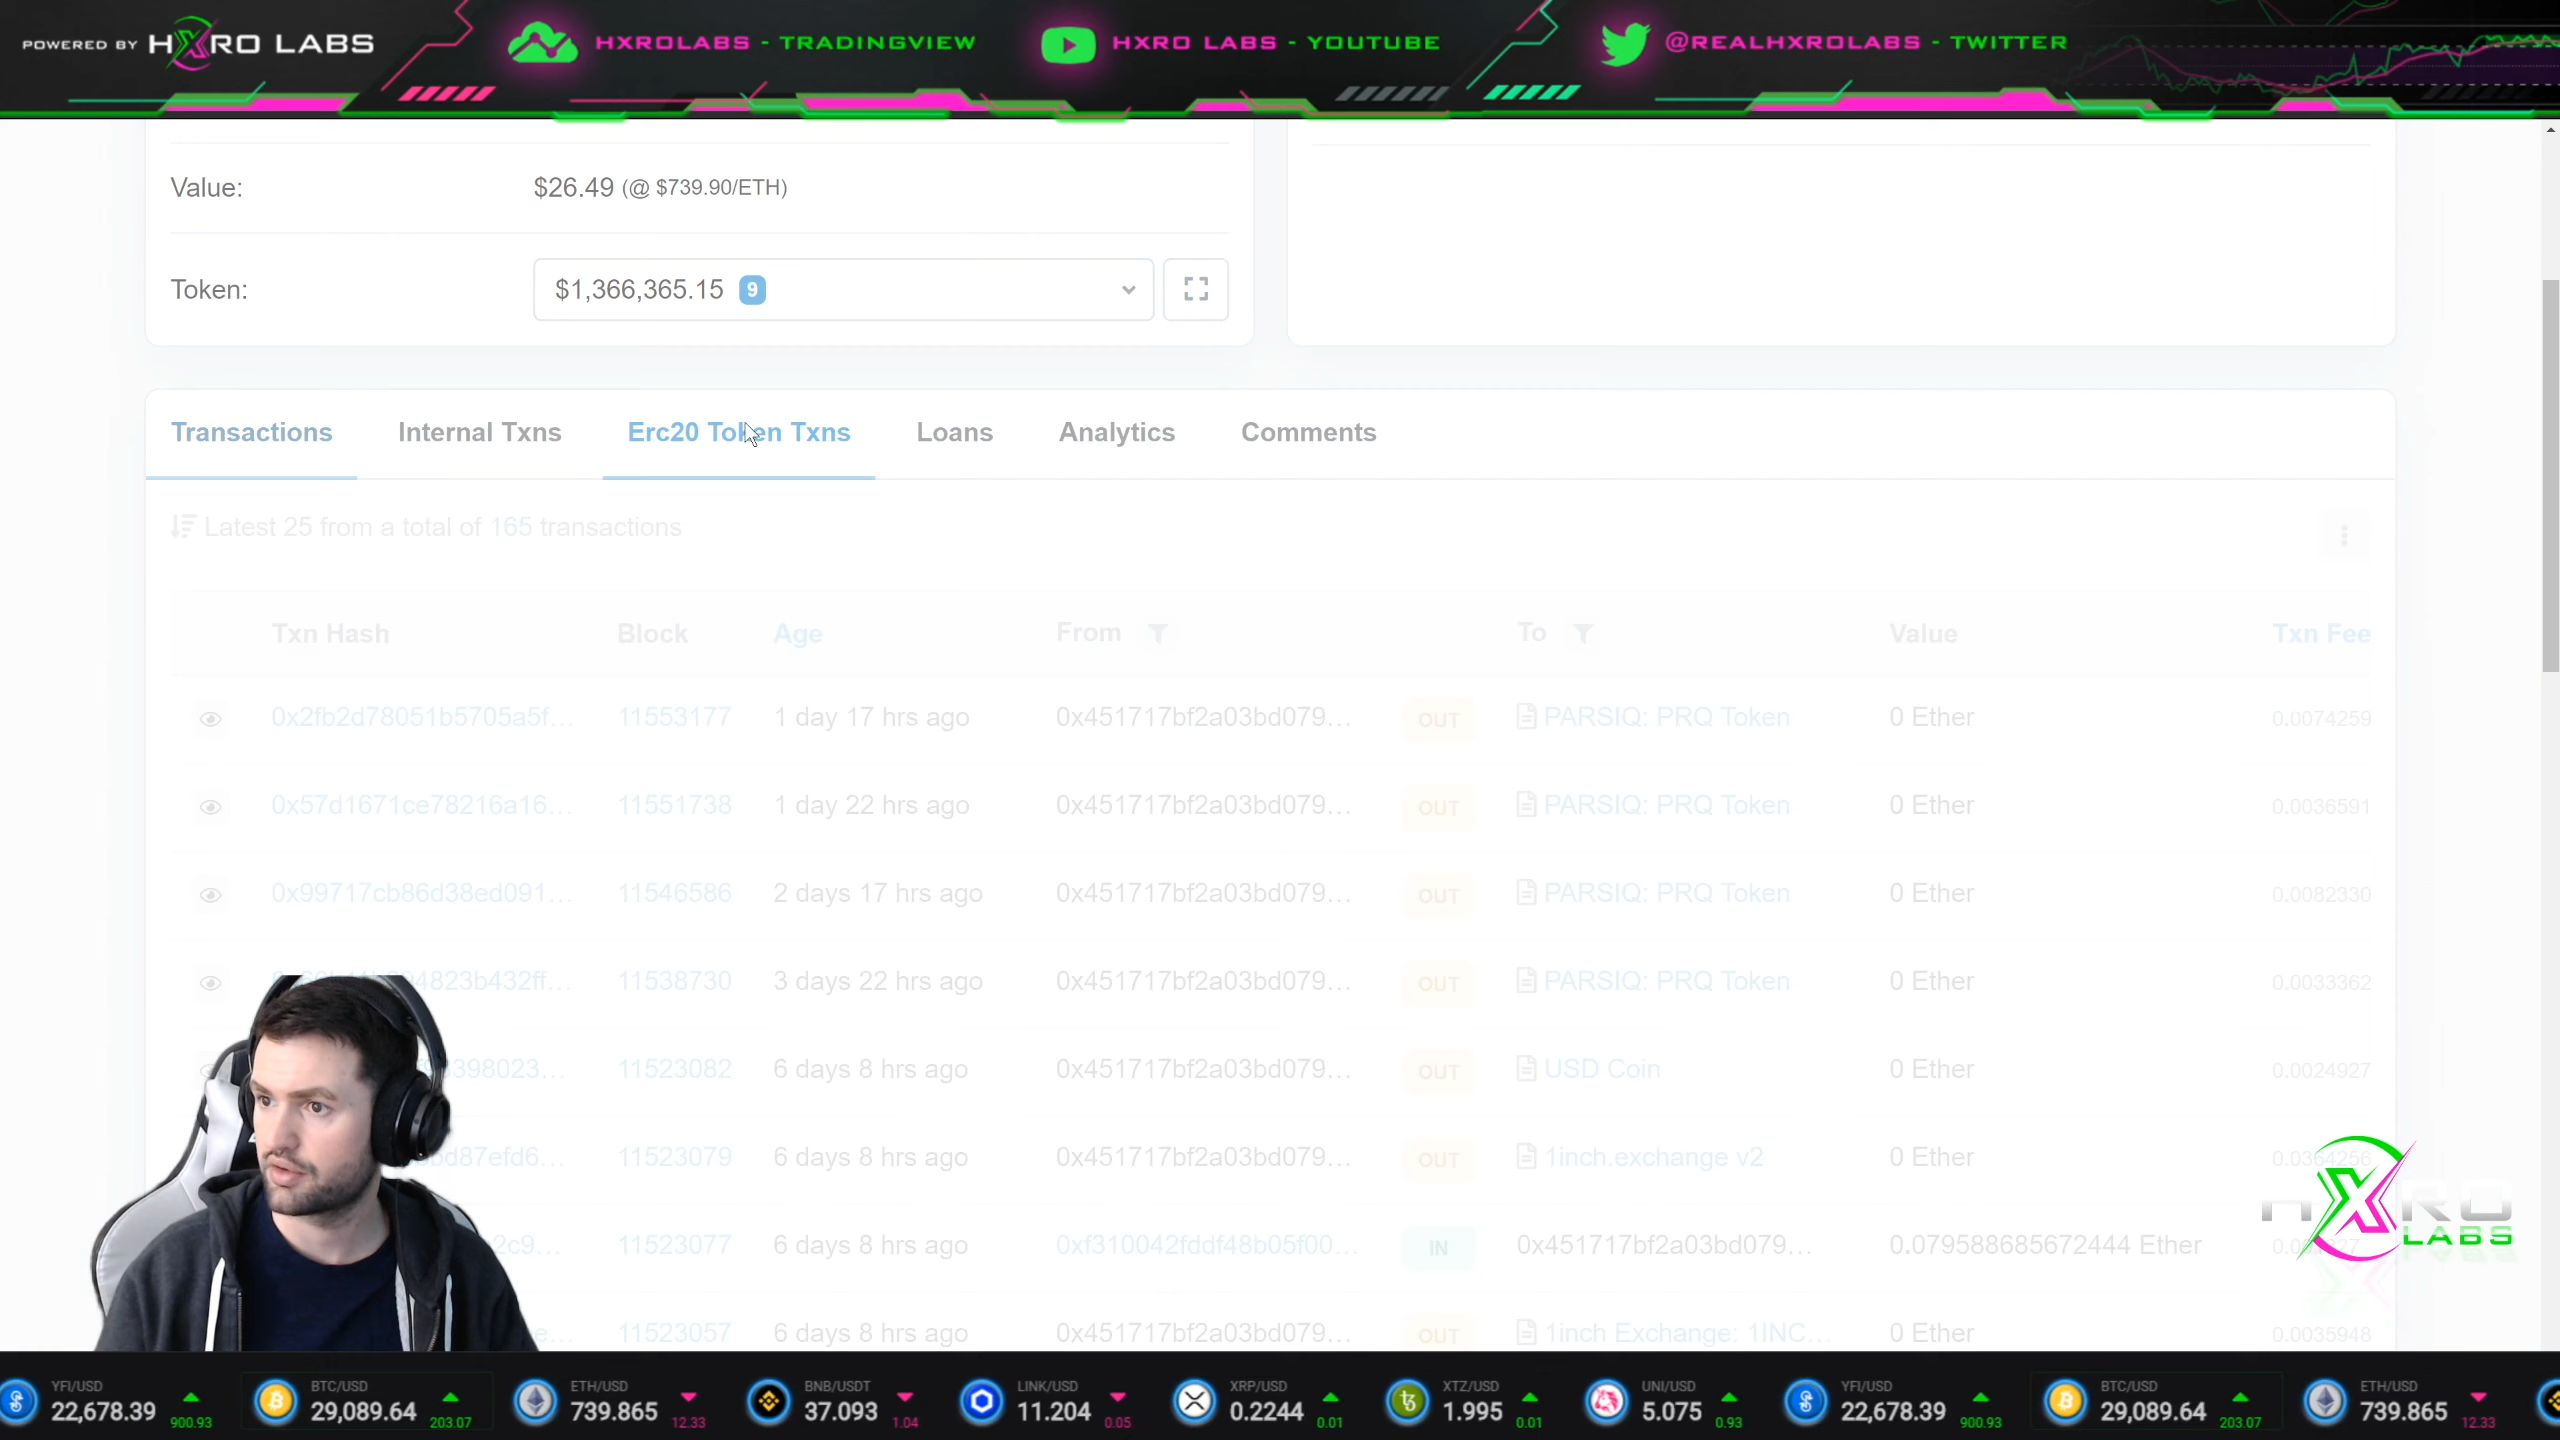 POWERED BY HXRO LABS
HXROLABS - TRADINGVIEW
HXRO LABS - YOUTUBE
@REALHXROLABS - TWITTER
Value: $26.49 (@ $739.90/ETH)
Token: $1,366,365.15 9
Transactions Internal Txns Erc20 Token Txns Loans Analytics Comments
Latest 25 from a total of 165 transactions
Txn Hash Block Age From To Value Txn Fee
0x2fb2d78051b5705a5f... 11553177 1 day 17 hrs ago 0x451717bf2a03bd079... OUT PARSIQ: PRQ Token 0 Ether 0.0074259
0x57d1671ce78216a16... 11551738 1 day 22 hrs ago 0x451717bf2a03bd079... OUT PARSIQ: PRQ Token 0 Ether 0.0036591
0x99717cb86d38ed091... 11546586 2 days 17 hrs ago 0x451717bf2a03bd079... OUT PARSIQ: PRQ Token 0 Ether 0.0082330
4823b432ff... 11538730 3 days 22 hrs ago 0x451717bf2a03bd079... OUT PARSIQ: PRQ Token 0 Ether 0.0033362
398023... 11523082 6 days 8 hrs ago 0x451717bf2a03bd079... OUT USD Coin 0 Ether 0.0024927
d87efd6... 11523079 6 days 8 hrs ago 0x451717bf2a03bd079... OUT 1inch.exchange v2 0 Ether 0.0364256
2c9... 11523077 6 days 8 hrs ago 0xf310042fddf48b05f00... IN 0x451717bf2a03bd079... 0.079588685672444 Ether
e... 11523057 6 days 8 hrs ago 0x451717bf2a03bd079... OUT 1inch Exchange: 1INC... 0 Ether 0.0035948
HXRO
LABS
YFI/USD 22,678.39 900.93
BTC/USD 29,089.64 203.07
ETH/USD 739.865 12.33
BNB/USDT 37.093 1.04
LINK/USD 11.204 0.05
XRP/USD 0.2244 0.01
XTZ/USD 1.995 0.01
UNI/USD 5.075 0.93
YFI/USD 22,678.39 900.93
BTC/USD 29,089.64 203.07
ETH/USD 739.865 12.33